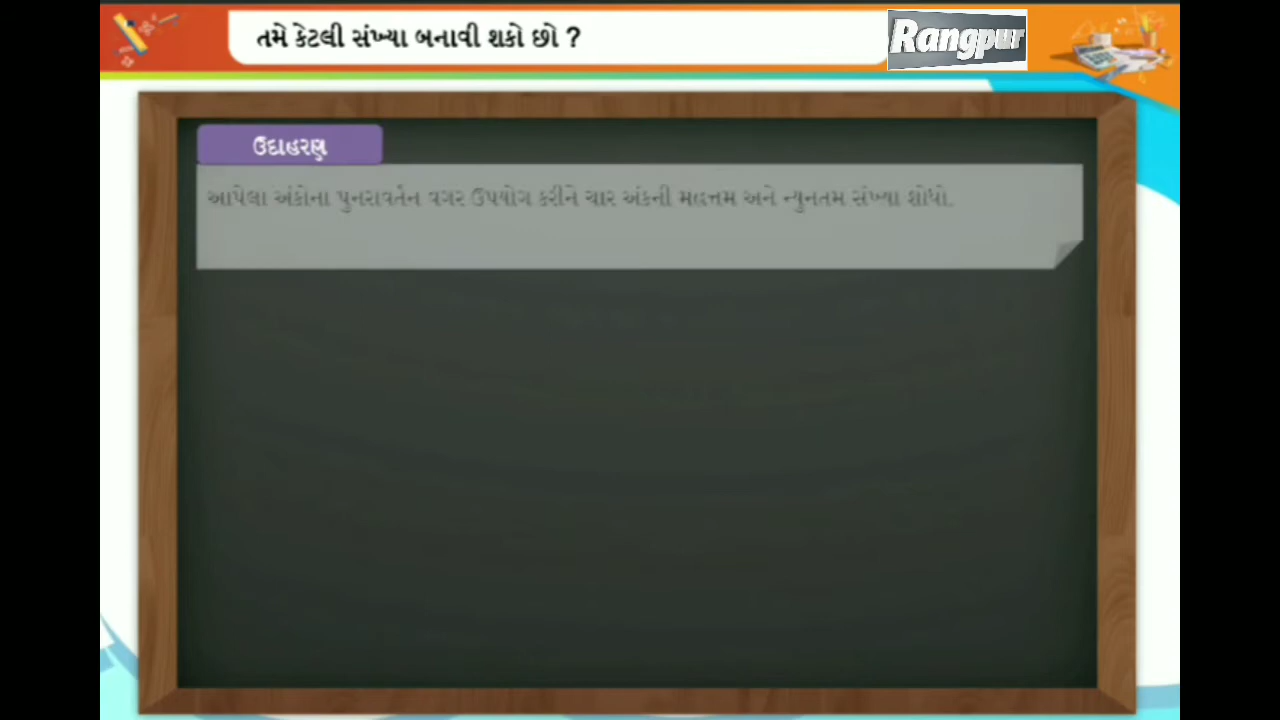 તમે કેટલી સંખ્યા બનાવી શકો છો ?
Rangpur
ઉદાહરણ
આપેલા અંકોના પુનરાવર્તન વગર ઉપયોગ કરીને ચાર અંકની મહત્તમ અને ન્યુનતમ સંખ્યા શોધો.